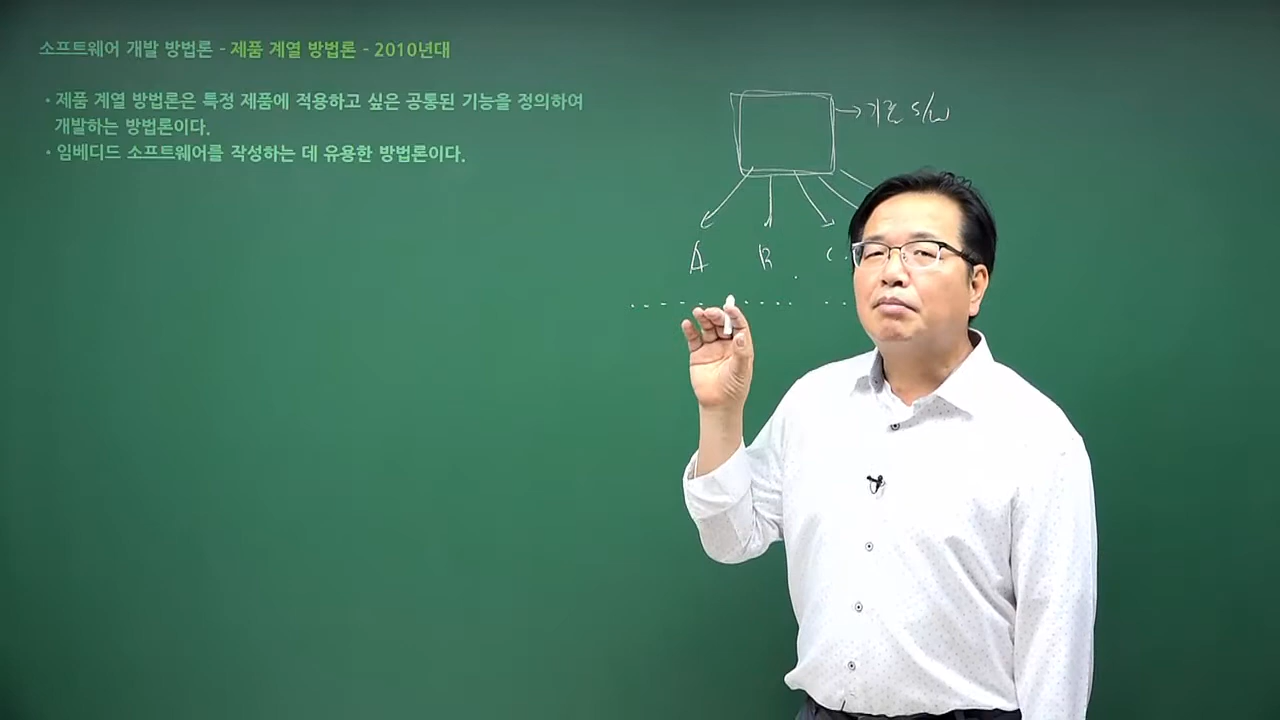 소프트웨어 개발 방법론 - 제품 계열 방법론 - 2010년대
• 제품 계열 방법론은 특정 제품에 적용하고 싶은 공통된 기능을 정의하여
개발하는 방법론이다.
• 임베디드 소프트웨어를 작성하는 데 유용한 방법론이다.
S/W
A B C